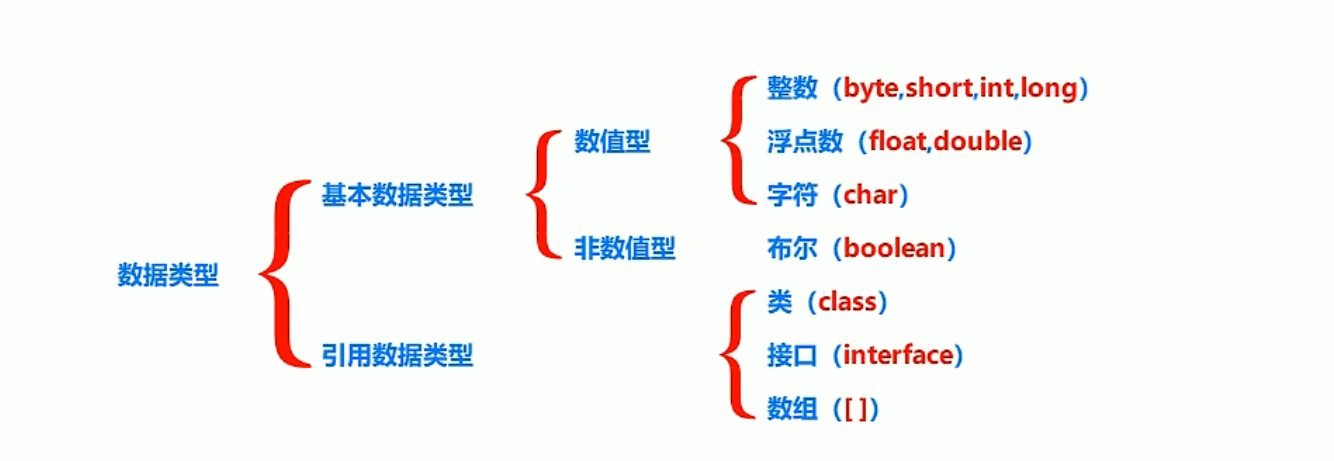 整数（byte,short,int,long）
浮点数（float,double）
数值型
字符（char）
基本数据类型
非数值型
布尔（boolean）
数据类型
类（class）
引用数据类型
接口（interface）
数组（[ ]）